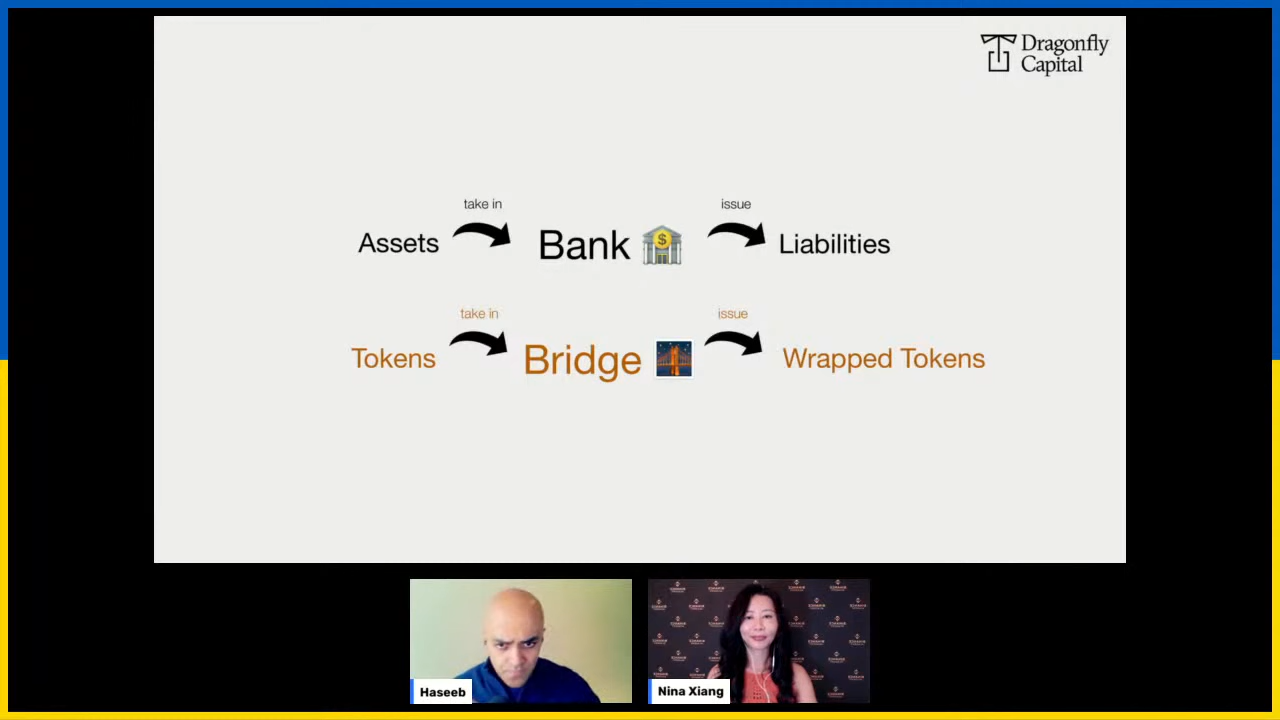 Dragonfly
Capital
take in
issue
Assets
Bank
Liabilities
take in
issue
Tokens
Bridge
Wrapped Tokens
Haseeb
Nina Xiang